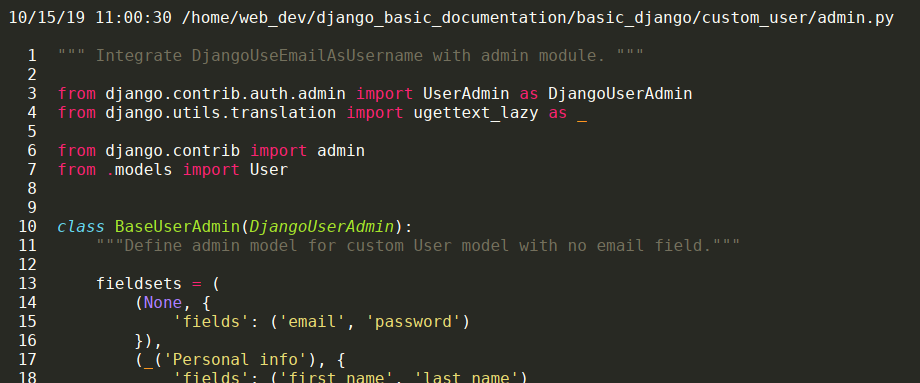 10/15/19 11:00:30 /home/web_dev/django_basic_documentation/basic_django/custom_user/admin.py
1 """ Integrate DjangoUseEmailAsUsername with admin module. """
2
3 from django.contrib.auth.admin import UserAdmin as DjangoUserAdmin
4 from django.utils.translation import ugettext_lazy as _
5
6 from django.contrib import admin
7 from .models import User
8
9
10 class BaseUserAdmin(DjangoUserAdmin):
11     """Define admin model for custom User model with no email field."""
12
13     fieldsets = (
14         (None, {
15             'fields': ('email', 'password')
16         }),
17         (_('Personal info'), {
18             'fields': ('first_name', 'last_name')